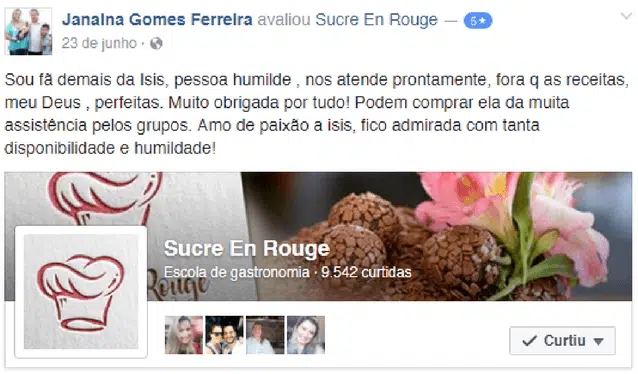 Janaina Gomes Ferreira avaliou Sucre En Rouge — 5★
23 de junho ·
Sou fã demais da Isis, pessoa humilde , nos atende prontamente, fora q as receitas,
meu Deus , perfeitas. Muito obrigada por tudo! Podem comprar ela da muita
assistência pelos grupos. Amo de paixão a isis, fico admirada com tanta
disponibilidade e humildade!
Rouge
Sucre En Rouge
Escola de gastronomia · 9.542 curtidas
Curtiu